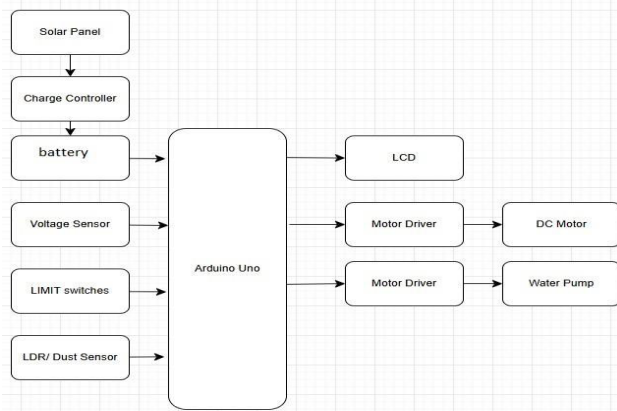 Solar Panel
Charge Controller
battery
LCD
Voltage Sensor
Motor Driver
DC Motor
Arduino Uno
LIMIT switches
Motor Driver
Water Pump
LDR/ Dust Sensor